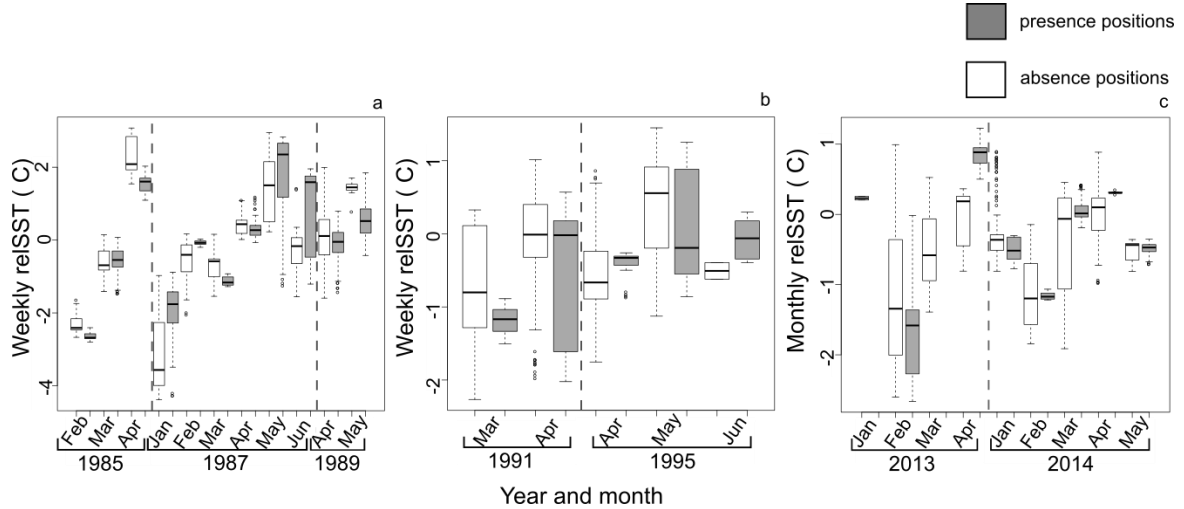 presence positions
absence positions
a
b
c
Weekly relSST ( C)
2
0
-2
-4
Feb
Mar
Apr
Jan
Feb
Mar
Apr
May
Jun
Apr
May
1985
1987
1989
Weekly relSST ( C)
1
0
-1
-2
Mar
Apr
Apr
May
Jun
1991
1995
Monthly relSST ( C)
1
0
-1
-2
Jan
Feb
Mar
Apr
Jan
Feb
Mar
Apr
May
2013
2014
Year and month